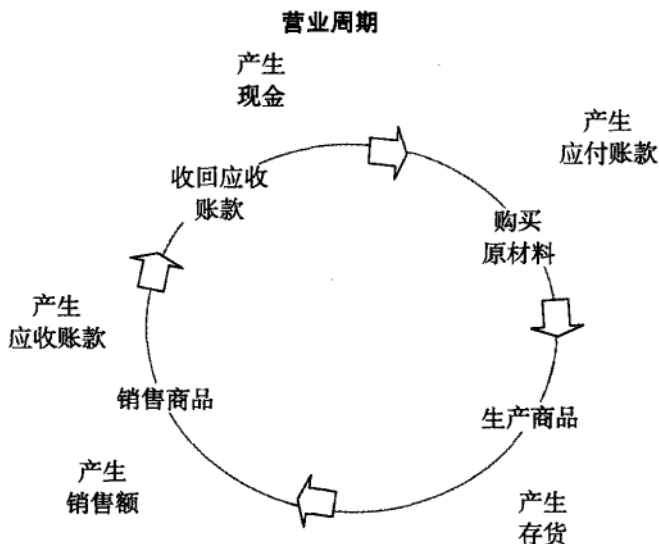 营业周期
产生
现金
产生
应付账款
收回应收
账款
购买
原材料
产生
应收账款
销售商品
生产商品
产生
销售额
产生
存货